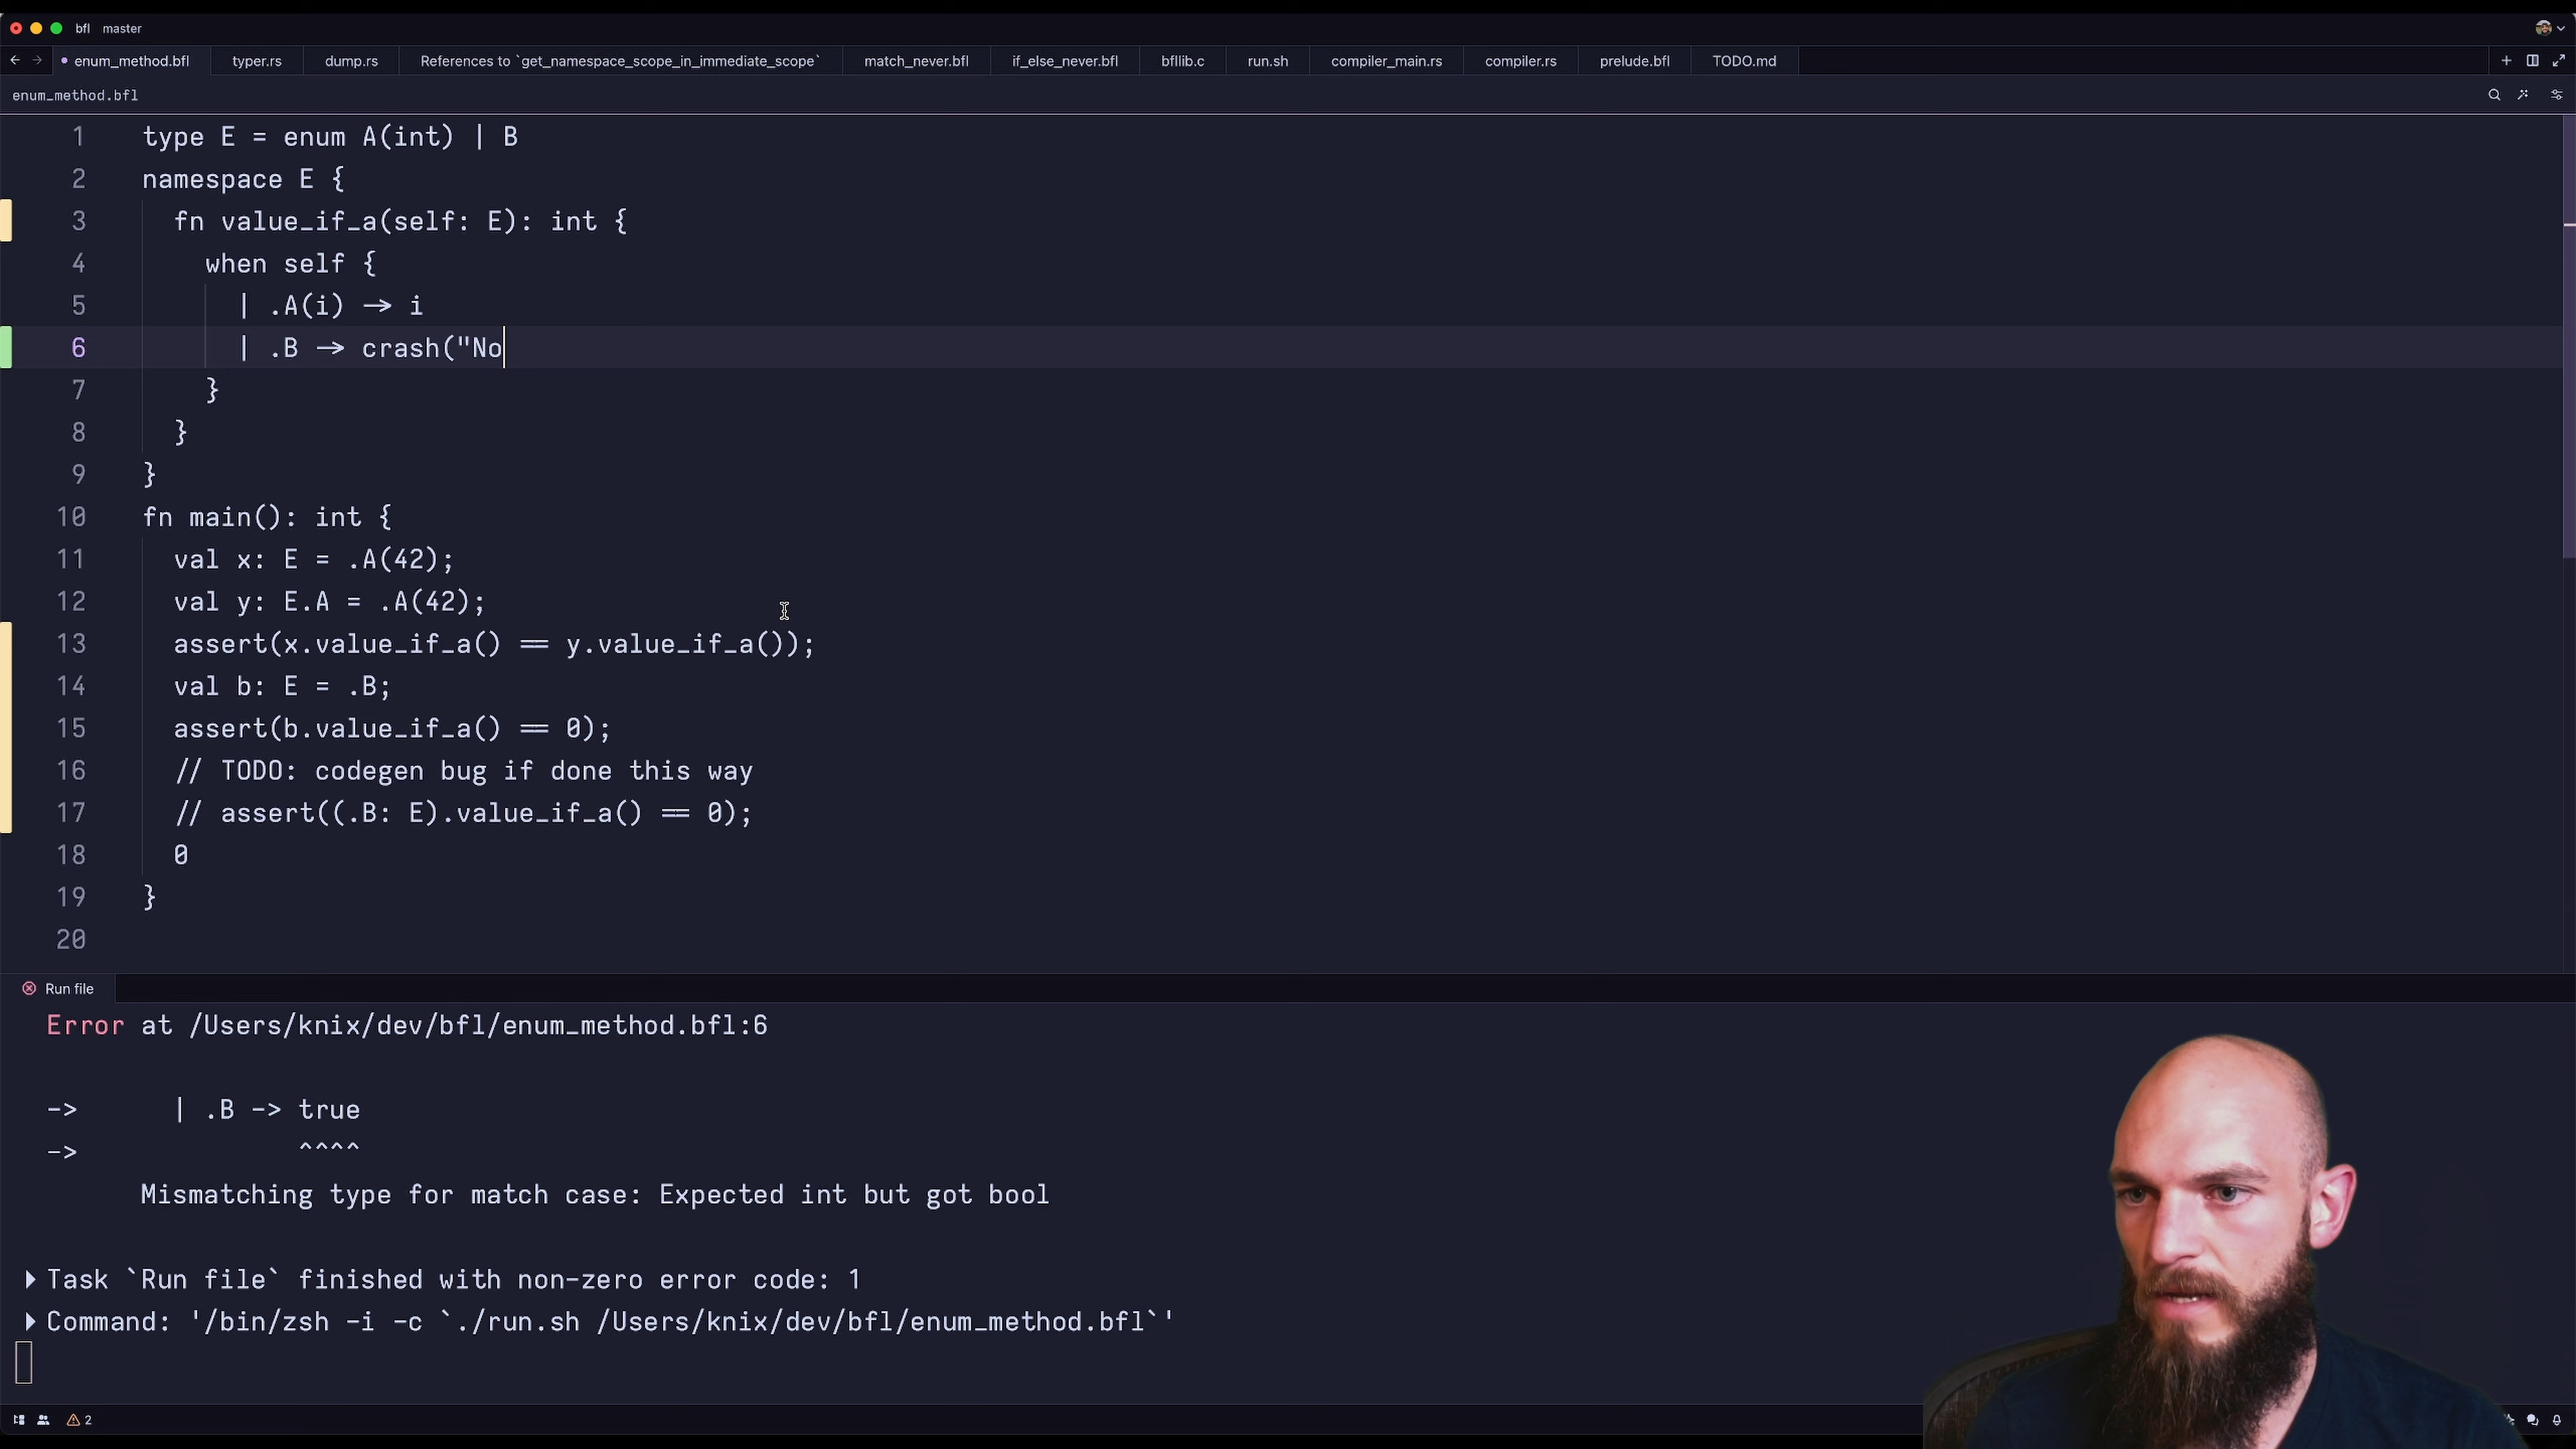 bfl master
enum_method.bfl typer.rs dump.rs References to `get_namespace_scope_in_immediate_scope` match_never.bfl if_else_never.bfl bfllib.c run.sh compiler_main.rs compiler.rs prelude.bfl TODO.md
enum_method.bfl
1 type E = enum A(int) | B
2 namespace E {
3 fn value_if_a(self: E): int {
4 when self {
5 | .A(i) -> i
6 | .B -> crash("No
7 }
8 }
9 }
10 fn main(): int {
11 val x: E = .A(42);
12 val y: E.A = .A(42);
13 assert(x.value_if_a() == y.value_if_a());
14 val b: E = .B;
15 assert(b.value_if_a() == 0);
16 // TODO: codegen bug if done this way
17 // assert((.B: E).value_if_a() == 0);
18 0
19 }
20
Run file
Error at /Users/knix/dev/bfl/enum_method.bfl:6
-> | .B -> true
-> ^^^^
Mismatching type for match case: Expected int but got bool
Task `Run file` finished with non-zero error code: 1
Command: '/bin/zsh -i -c `./run.sh /Users/knix/dev/bfl/enum_method.bfl`'
2